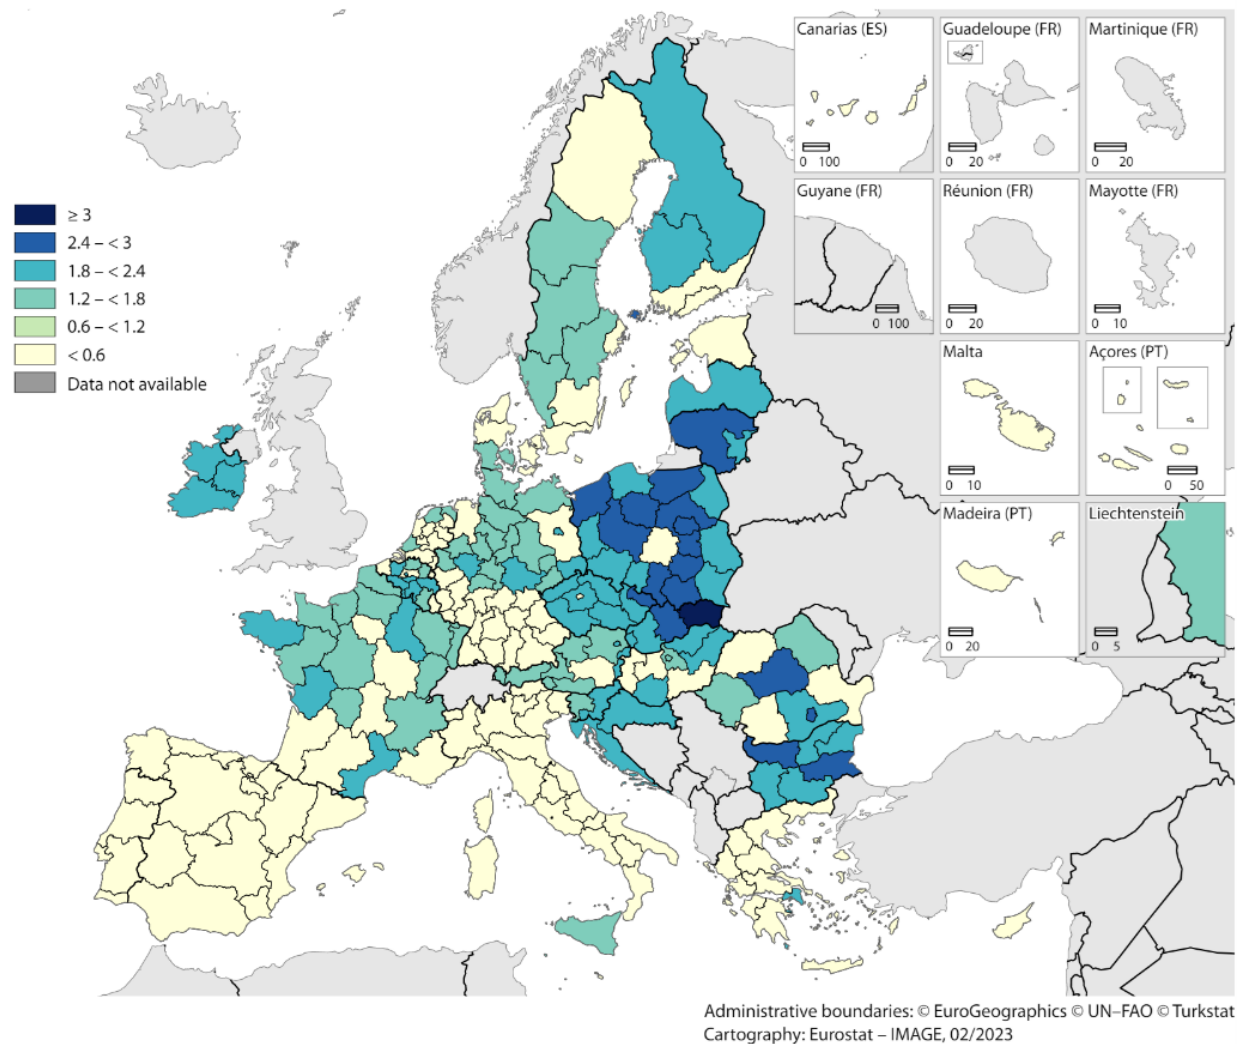 Canarias (ES)
0 100
Guadeloupe (FR)
0 20
Martinique (FR)
0 20
Guyane (FR)
0 100
Réunion (FR)
0 20
Mayotte (FR)
0 10
Malta
0 10
Açores (PT)
0 50
Madeira (PT)
0 20
Liechtenstein
0 5
≥ 3
2.4 – < 3
1.8 – < 2.4
1.2 – < 1.8
0.6 – < 1.2
< 0.6
Data not available
Administrative boundaries: © EuroGeographics © UN–FAO © Turkstat
Cartography: Eurostat – IMAGE, 02/2023